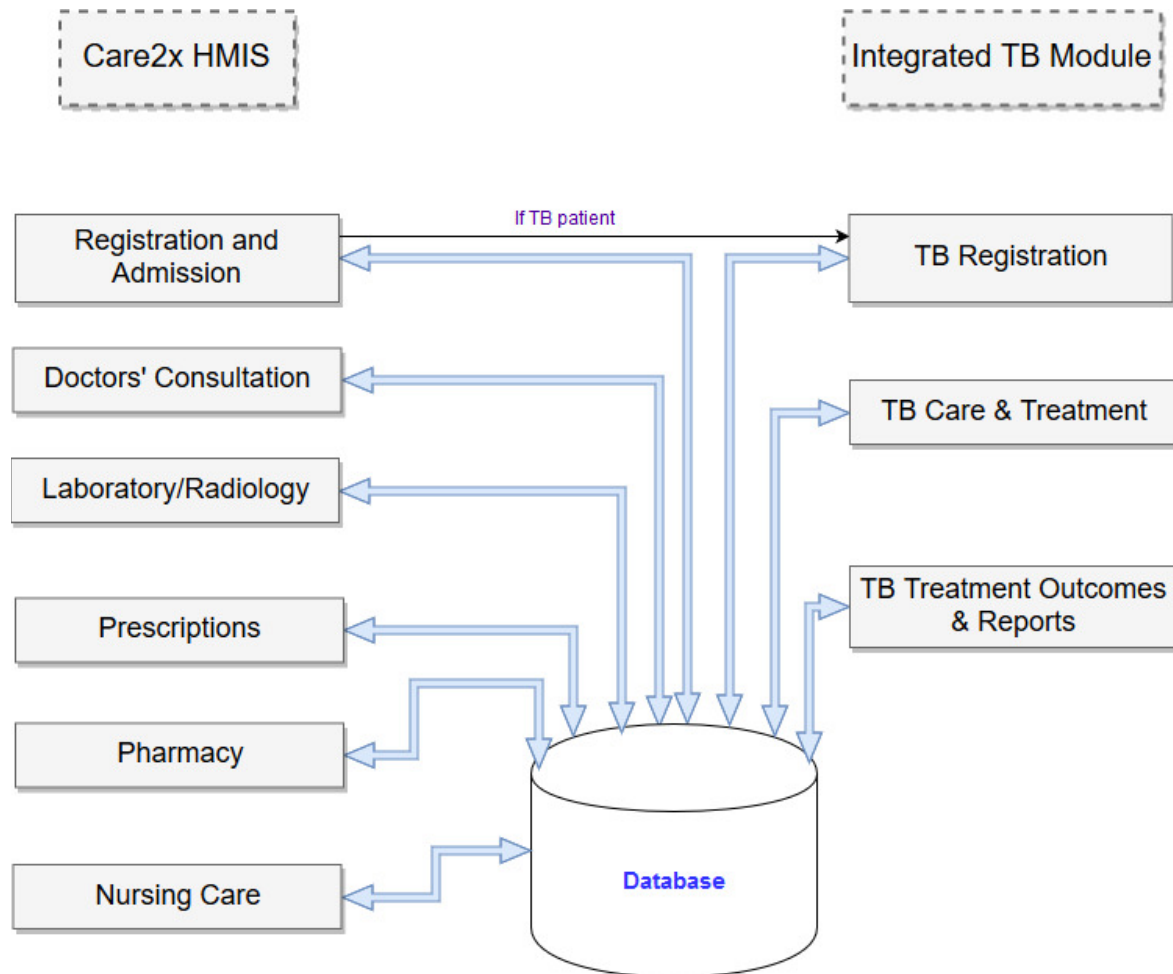 Care2x HMIS
Integrated TB Module
If TB patient
Registration and
Admission
TB Registration
Doctors' Consultation
TB Care & Treatment
Laboratory/Radiology
TB Treatment Outcomes
& Reports
Prescriptions
Pharmacy
Nursing Care
Database